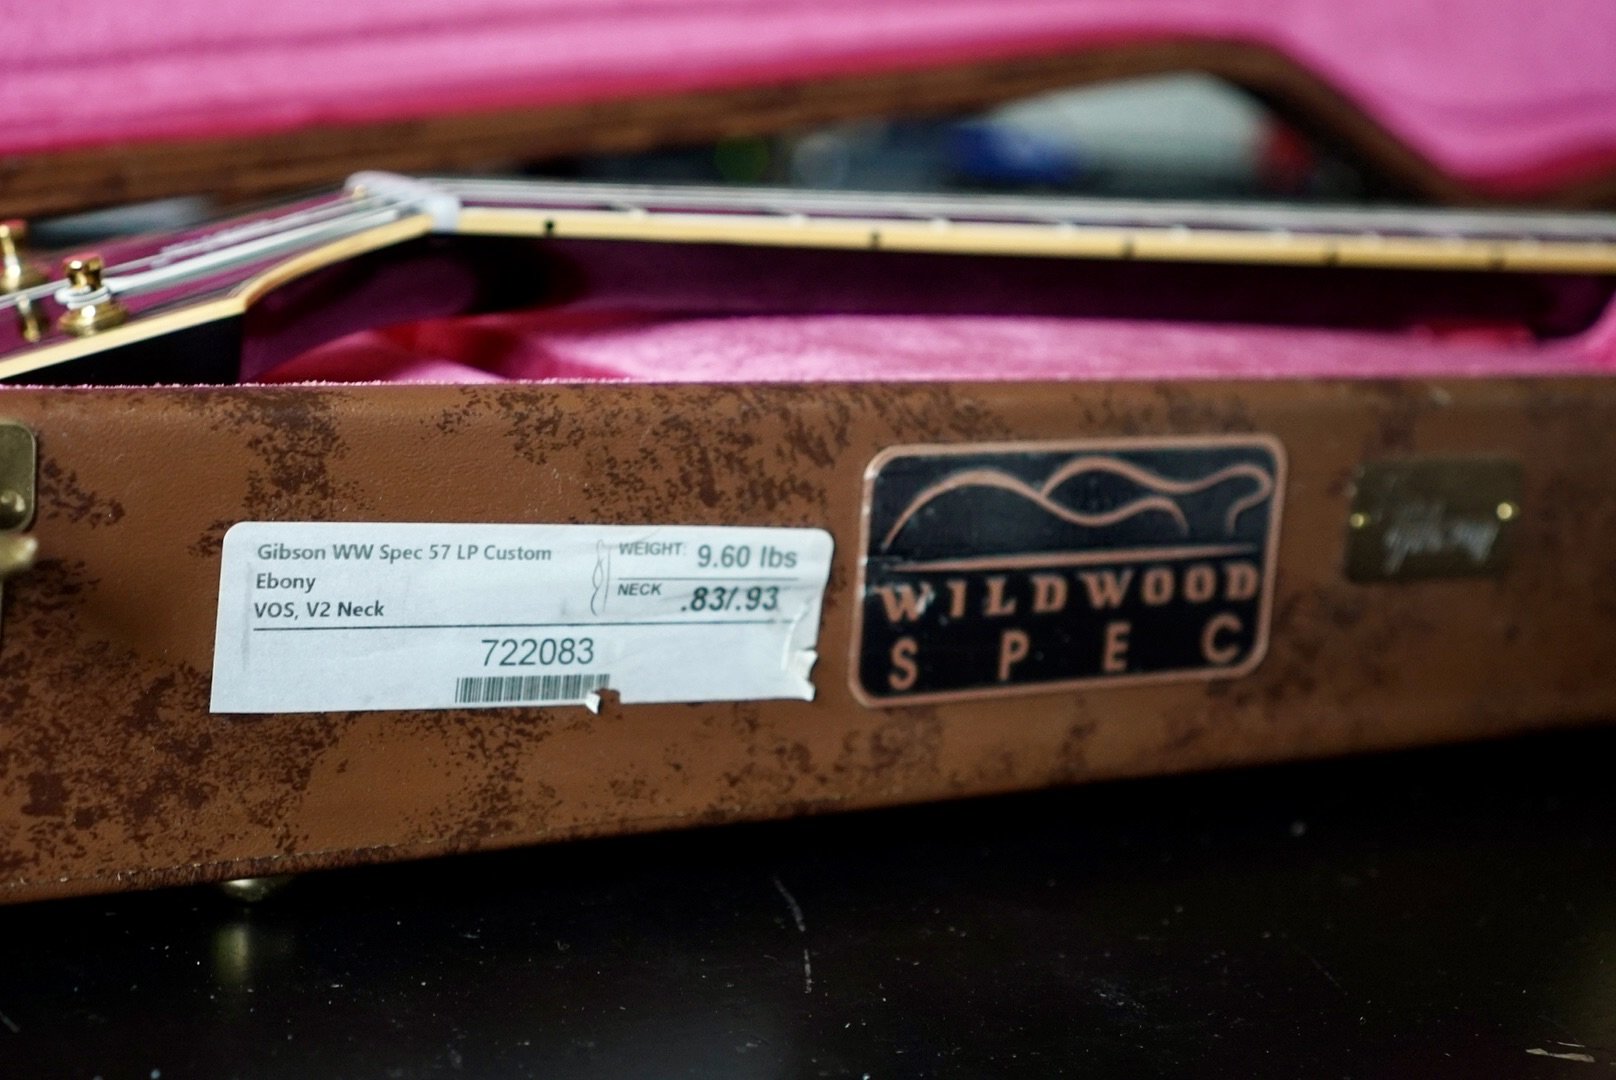 Gibson WW Spec 57 LP Custom
Ebony
VOS, V2 Neck
WEIGHT: 9.60 lbs
NECK .83/.93
722083
WILDWOOD
SPEC
Gibson